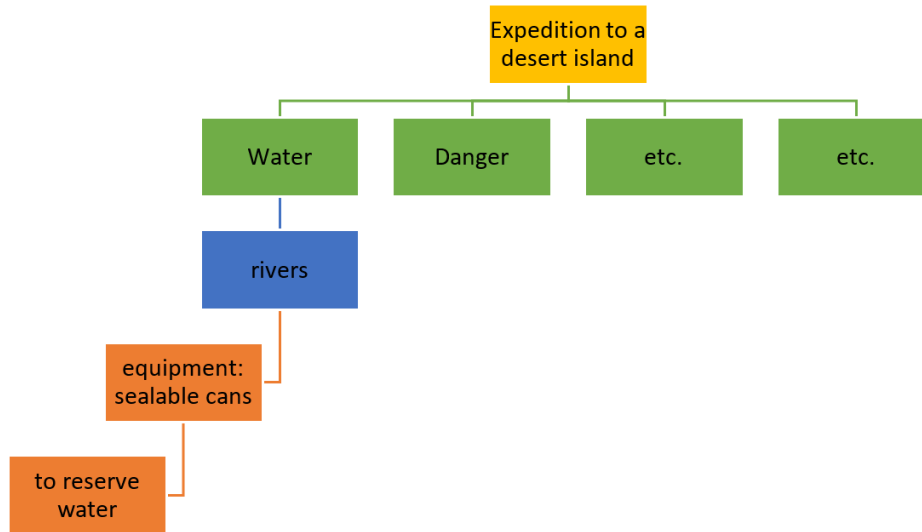 Expedition to a
desert island
Water
Danger
etc.
etc.
rivers
equipment:
sealable cans
to reserve
water